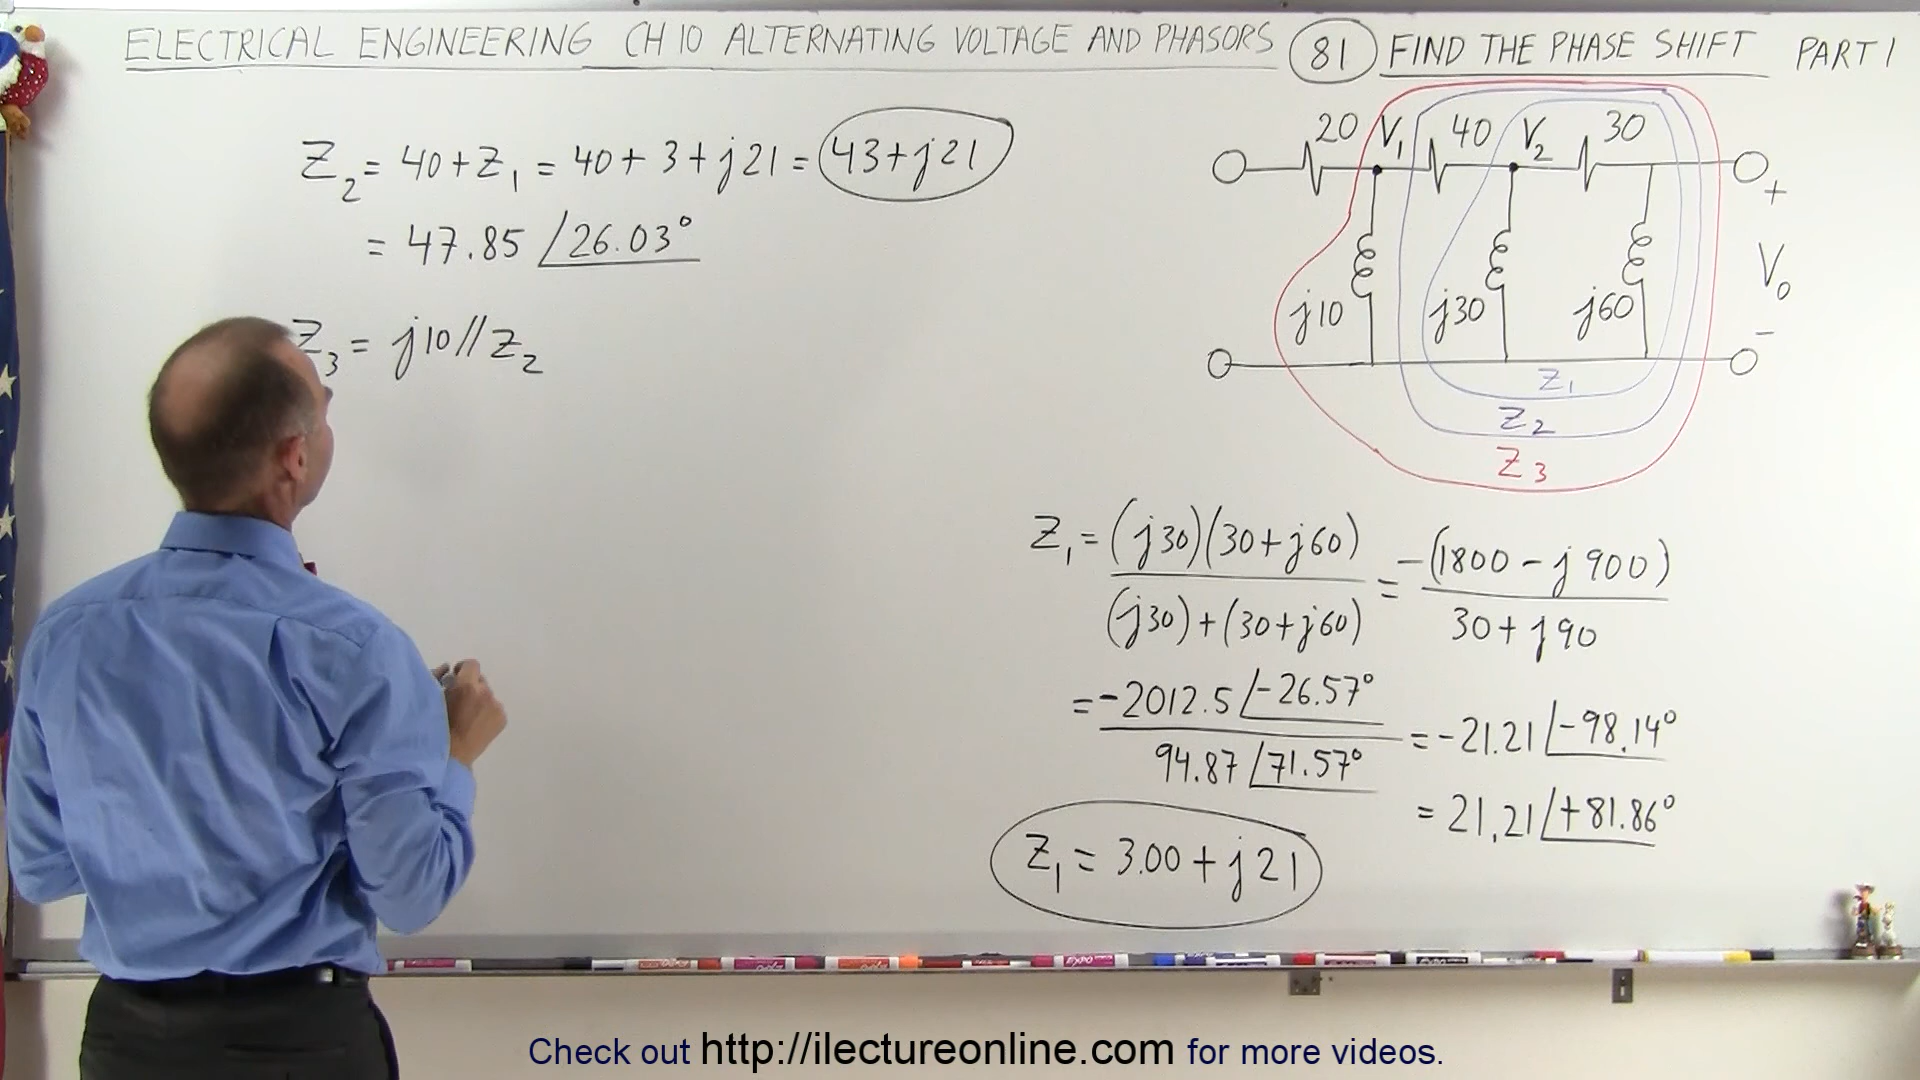 ELECTRICAL ENGINEERING CH 10 ALTERNATING VOLTAGE AND PHASORS 81 FIND THE PHASE SHIFT PART 1
Z2 = 40 + Z1 = 40 + 3 + j21 = 43 + j21
= 47.85 /26.03°
Z3 = j10 // Z2
20 V1 40 V2 30
+
V0
j10 j30 j60
-
Z1
Z2
Z3
Z1 = (j30)(30 + j60) / (j30) + (30 + j60) = -(1800 - j900) / 30 + j90
= -2012.5 /-26.57° / 94.87 /71.57° = -21.21 /-98.14°
= 21.21 /+81.86°
Z1 = 3.00 + j21
EXPO
Check out http://ilectureonline.com for more videos.